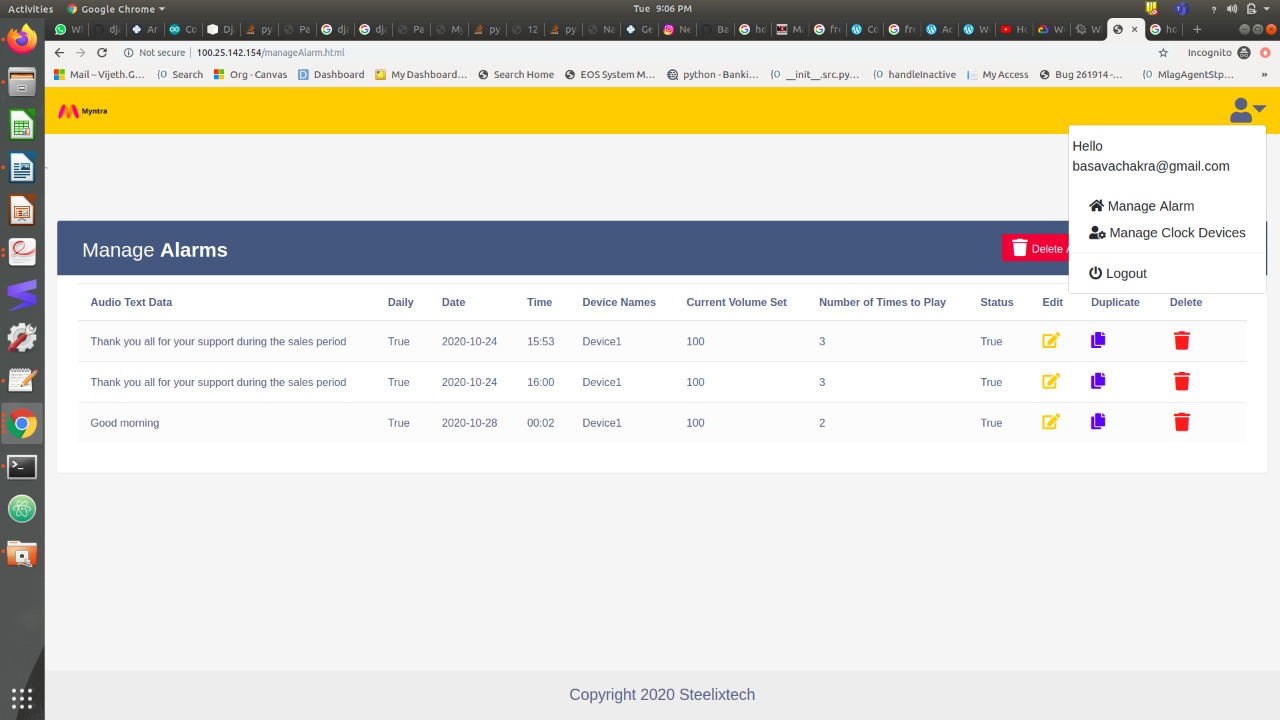 Activities Google Chrome Tue 9:06 PM
Not secure 100.25.142.154/manageAlarm.html Incognito
Mail – Vijeth.G... Search Org - Canvas Dashboard My Dashboard... Search Home EOS System M... python - Bank... __init__.src.py... handleInactive My Access Bug 261914 -... MlagAgentStp... »
Myntra
Hello
basavachakra@gmail.com
Manage Alarm
Manage Clock Devices
Logout
Manage Alarms Delete
Audio Text Data Daily Date Time Device Names Current Volume Set Number of Times to Play Status Edit Duplicate Delete
Thank you all for your support during the sales period True 2020-10-24 15:53 Device1 100 3 True
Thank you all for your support during the sales period True 2020-10-24 16:00 Device1 100 3 True
Good morning True 2020-10-28 00:02 Device1 100 2 True
Copyright 2020 Steelixtech